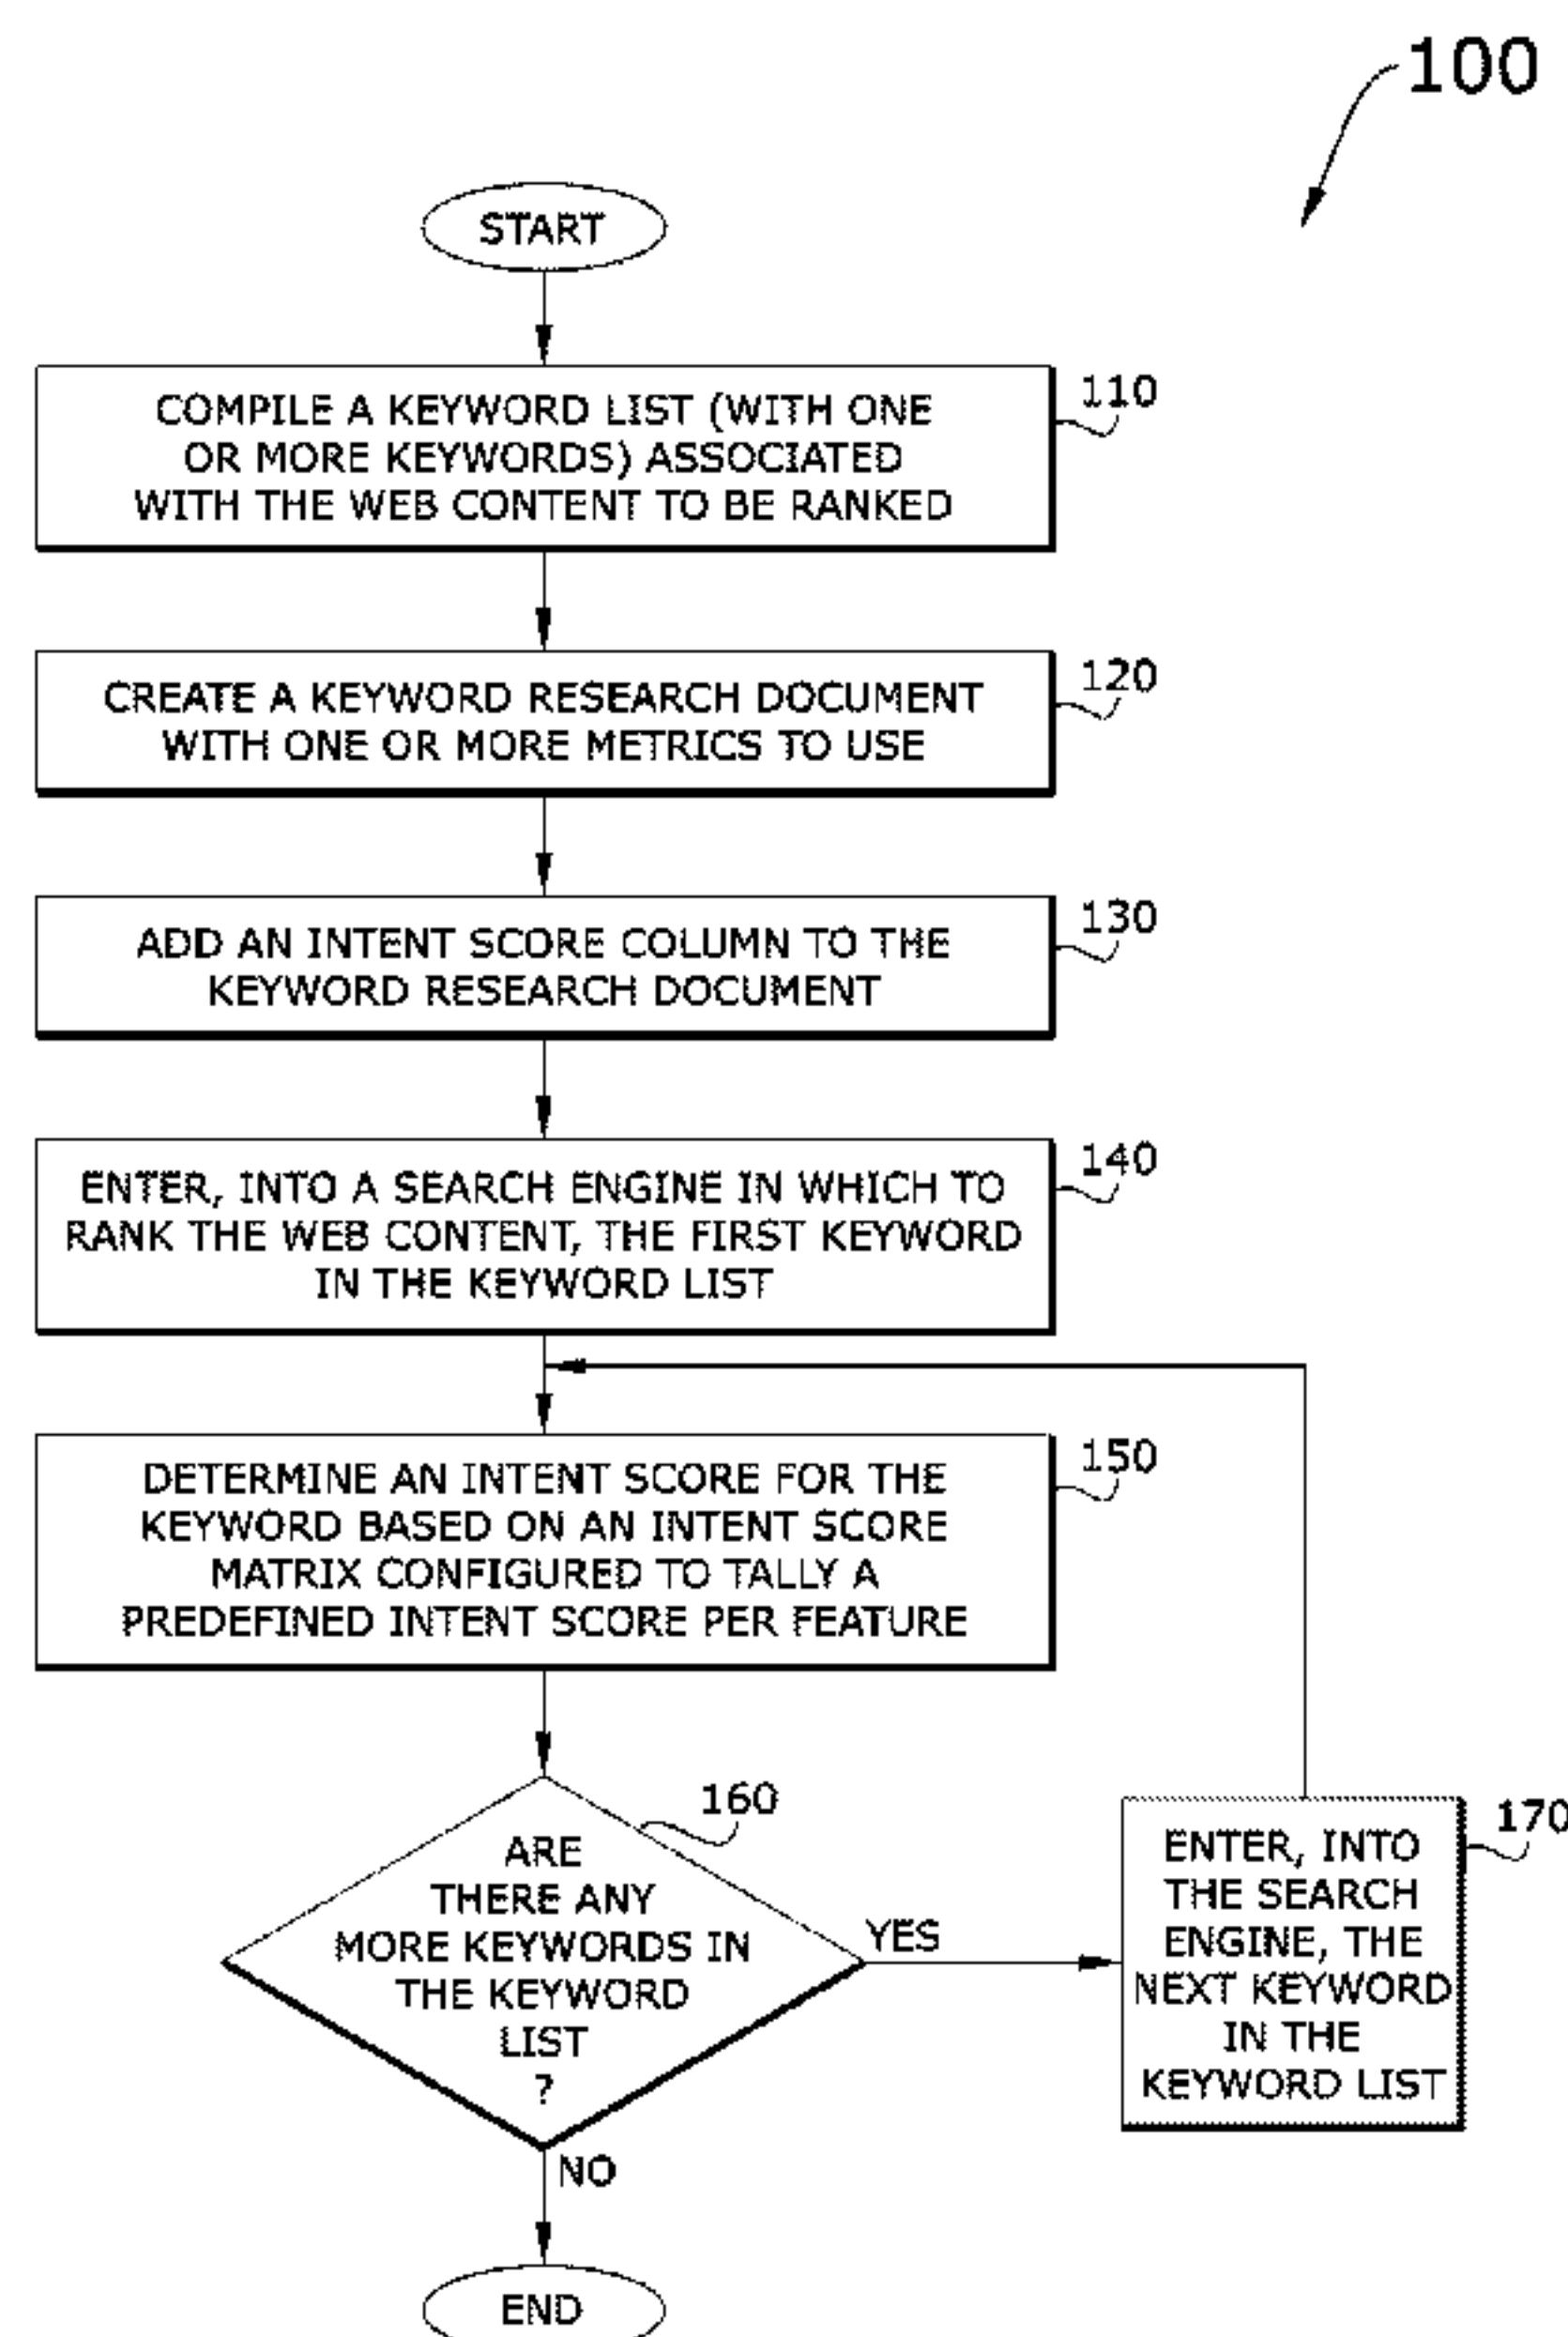 100
START
COMPILE A KEYWORD LIST (WITH ONE
OR MORE KEYWORDS) ASSOCIATED
WITH THE WEB CONTENT TO BE RANKED
110
CREATE A KEYWORD RESEARCH DOCUMENT
WITH ONE OR MORE METRICS TO USE
120
ADD AN INTENT SCORE COLUMN TO THE
KEYWORD RESEARCH DOCUMENT
130
ENTER, INTO A SEARCH ENGINE IN WHICH TO
RANK THE WEB CONTENT, THE FIRST KEYWORD
IN THE KEYWORD LIST
140
DETERMINE AN INTENT SCORE FOR THE
KEYWORD BASED ON AN INTENT SCORE
MATRIX CONFIGURED TO TALLY A
PREDEFINED INTENT SCORE PER FEATURE
150
ARE
THERE ANY
MORE KEYWORDS IN
THE KEYWORD
LIST
?
160
YES
ENTER, INTO
THE SEARCH
ENGINE, THE
NEXT KEYWORD
IN THE
KEYWORD LIST
170
NO
END